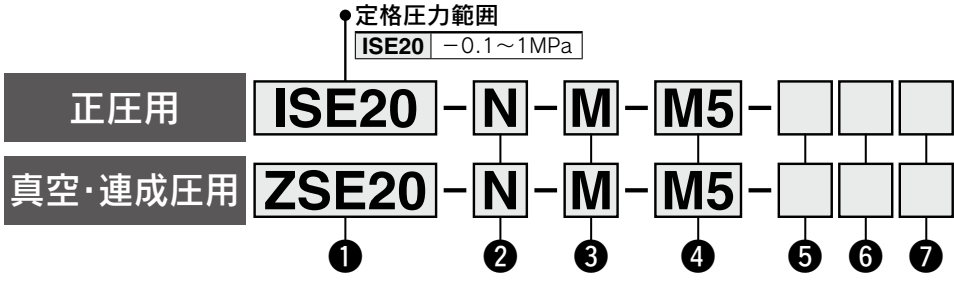 定格圧力範囲
ISE20 －0.1～1MPa
正圧用 ISE20 － N － M － M5 －
真空・連成圧用 ZSE20 － N － M － M5 －
❶ ❷ ❸ ❹ ❺ ❻ ❼